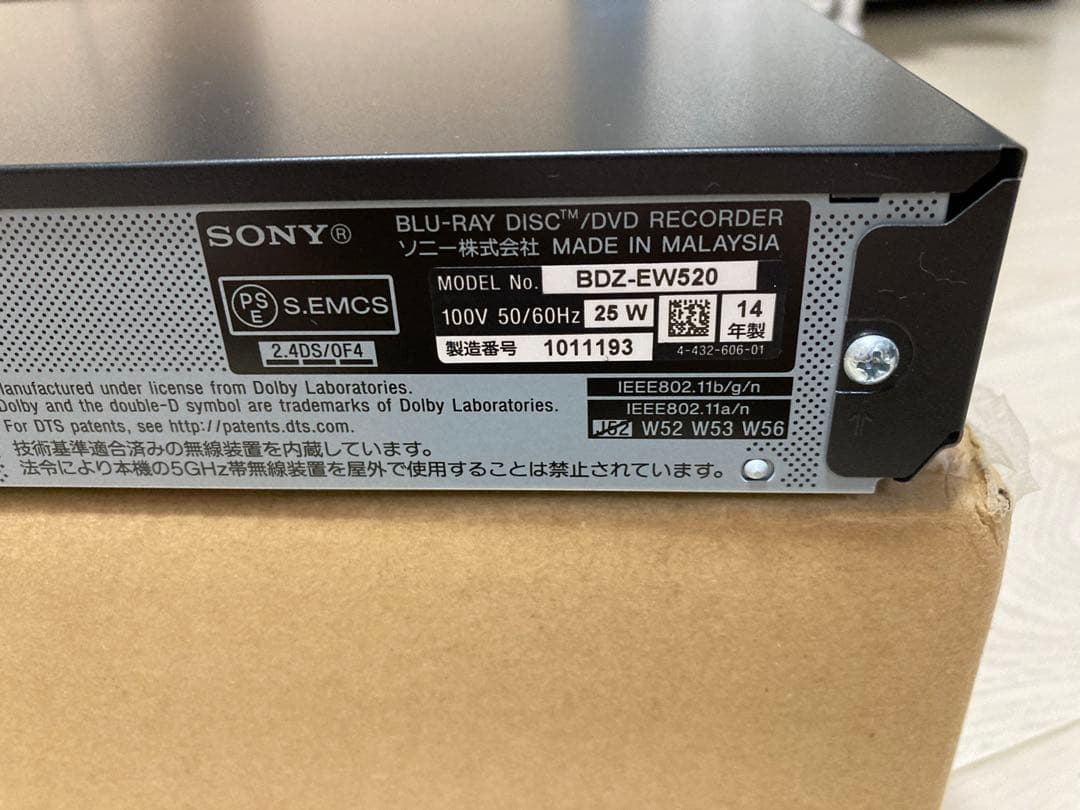 SONY®
BLU-RAY DISC™/DVD RECORDER
ソニー株式会社 MADE IN MALAYSIA
PSE S.EMCS
2.4DS/OF4
MODEL No. BDZ-EW520
100V 50/60Hz 25 W
14年製
製造番号 1011193
4-432-606-01
Manufactured under license from Dolby Laboratories.
Dolby and the double-D symbol are trademarks of Dolby Laboratories.
For DTS patents, see http://patents.dts.com.
技術基準適合済みの無線装置を内蔵しています。
法令により本機の5GHz帯無線装置を屋外で使用することは禁止されています。
IEEE802.11b/g/n
IEEE802.11a/n
J52 W52 W53 W56